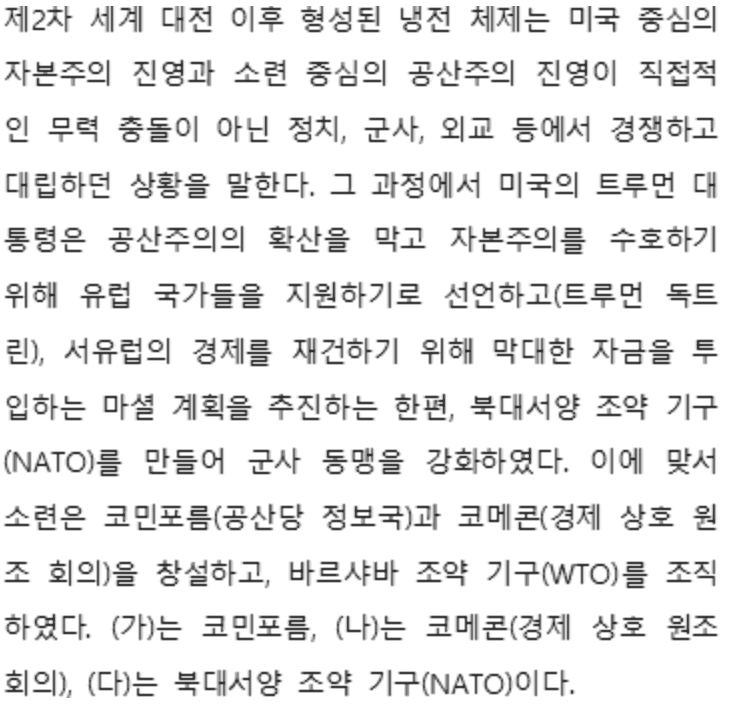 제2차 세계 대전 이후 형성된 냉전 체제는 미국 중심의
자본주의 진영과 소련 중심의 공산주의 진영이 직접적
인 무력 충돌이 아닌 정치, 군사, 외교 등에서 경쟁하고
대립하던 상황을 말한다. 그 과정에서 미국의 트루먼 대
통령은 공산주의의 확산을 막고 자본주의를 수호하기
위해 유럽 국가들을 지원하기로 선언하고(트루먼 독트
린), 서유럽의 경제를 재건하기 위해 막대한 자금을 투
입하는 마셜 계획을 추진하는 한편, 북대서양 조약 기구
(NATO)를 만들어 군사 동맹을 강화하였다. 이에 맞서
소련은 코민포름(공산당 정보국)과 코메콘(경제 상호 원
조 회의)을 창설하고, 바르샤바 조약 기구(WTO)를 조직
하였다. (가)는 코민포름, (나)는 코메콘(경제 상호 원조
회의), (다)는 북대서양 조약 기구(NATO)이다.